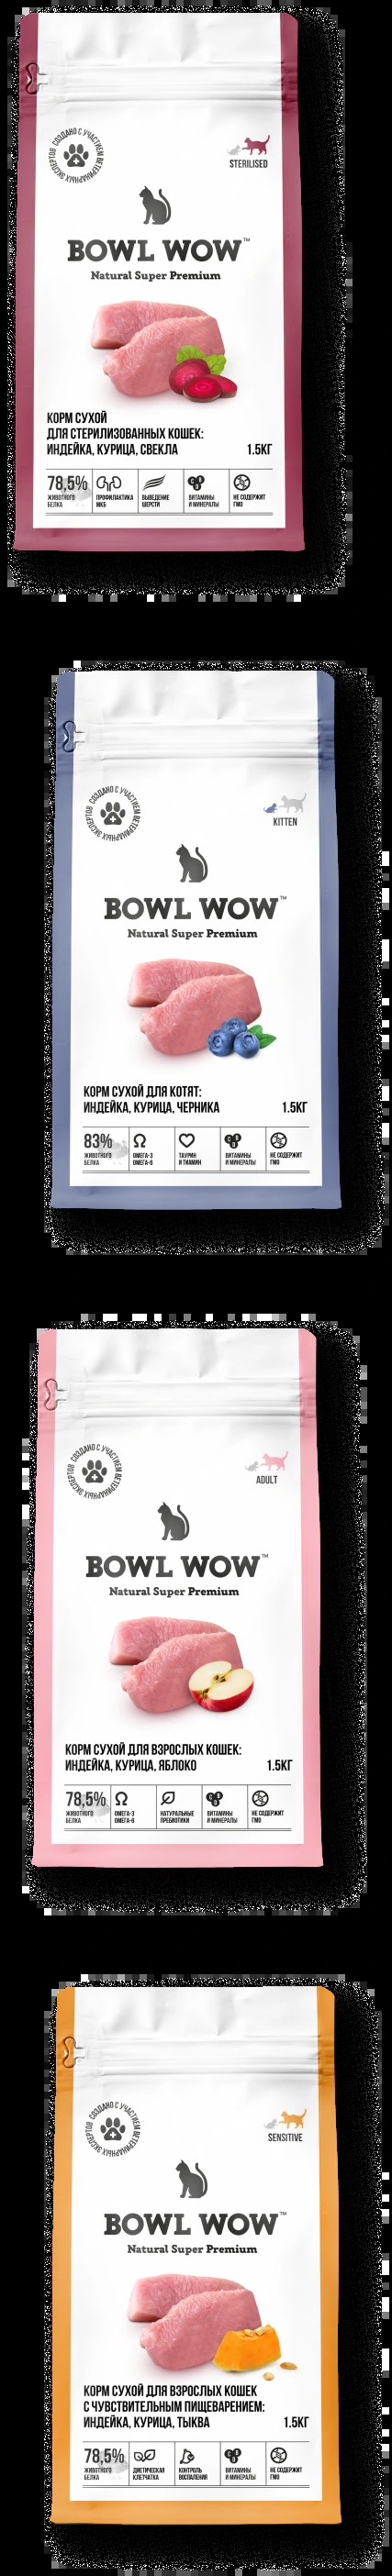 СОЗДАНО С УЧАСТИЕМ ВЕТЕРИНАРНЫХ ЭКСПЕРТОВ
STERILISED
BOWL WOW™
Natural Super Premium
КОРМ СУХОЙ
ДЛЯ СТЕРИЛИЗОВАННЫХ КОШЕК:
ИНДЕЙКА, КУРИЦА, СВЕКЛА 1.5КГ
78,5%
ЖИВОТНОГО ПРОФИЛАКТИКА ВЫВЕДЕНИЕ ВИТАМИНЫ НЕ СОДЕРЖИТ
БЕЛКА МКБ ШЕРСТИ И МИНЕРАЛЫ ГМО
СОЗДАНО С УЧАСТИЕМ ВЕТЕРИНАРНЫХ ЭКСПЕРТОВ
KITTEN
BOWL WOW™
Natural Super Premium
КОРМ СУХОЙ ДЛЯ КОТЯТ:
ИНДЕЙКА, КУРИЦА, ЧЕРНИКА 1.5КГ
83%
ЖИВОТНОГО ОМЕГА-3 ТАУРИН ВИТАМИНЫ НЕ СОДЕРЖИТ
БЕЛКА ОМЕГА-6 И ТИАМИН И МИНЕРАЛЫ ГМО
СОЗДАНО С УЧАСТИЕМ ВЕТЕРИНАРНЫХ ЭКСПЕРТОВ
ADULT
BOWL WOW™
Natural Super Premium
КОРМ СУХОЙ ДЛЯ ВЗРОСЛЫХ КОШЕК:
ИНДЕЙКА, КУРИЦА, ЯБЛОКО 1.5КГ
78,5%
ЖИВОТНОГО ОМЕГА-3 НАТУРАЛЬНЫЕ ВИТАМИНЫ НЕ СОДЕРЖИТ
БЕЛКА ОМЕГА-6 ПРЕБИОТИКИ И МИНЕРАЛЫ ГМО
СОЗДАНО С УЧАСТИЕМ ВЕТЕРИНАРНЫХ ЭКСПЕРТОВ
SENSITIVE
BOWL WOW™
Natural Super Premium
КОРМ СУХОЙ ДЛЯ ВЗРОСЛЫХ КОШЕК
С ЧУВСТВИТЕЛЬНЫМ ПИЩЕВАРЕНИЕМ:
ИНДЕЙКА, КУРИЦА, ТЫКВА 1.5КГ
78,5%
ЖИВОТНОГО ДИЕТИЧЕСКАЯ КОНТРОЛЬ ВИТАМИНЫ НЕ СОДЕРЖИТ
БЕЛКА КЛЕТЧАТКА ВОСПАЛЕНИЯ И МИНЕРАЛЫ ГМО